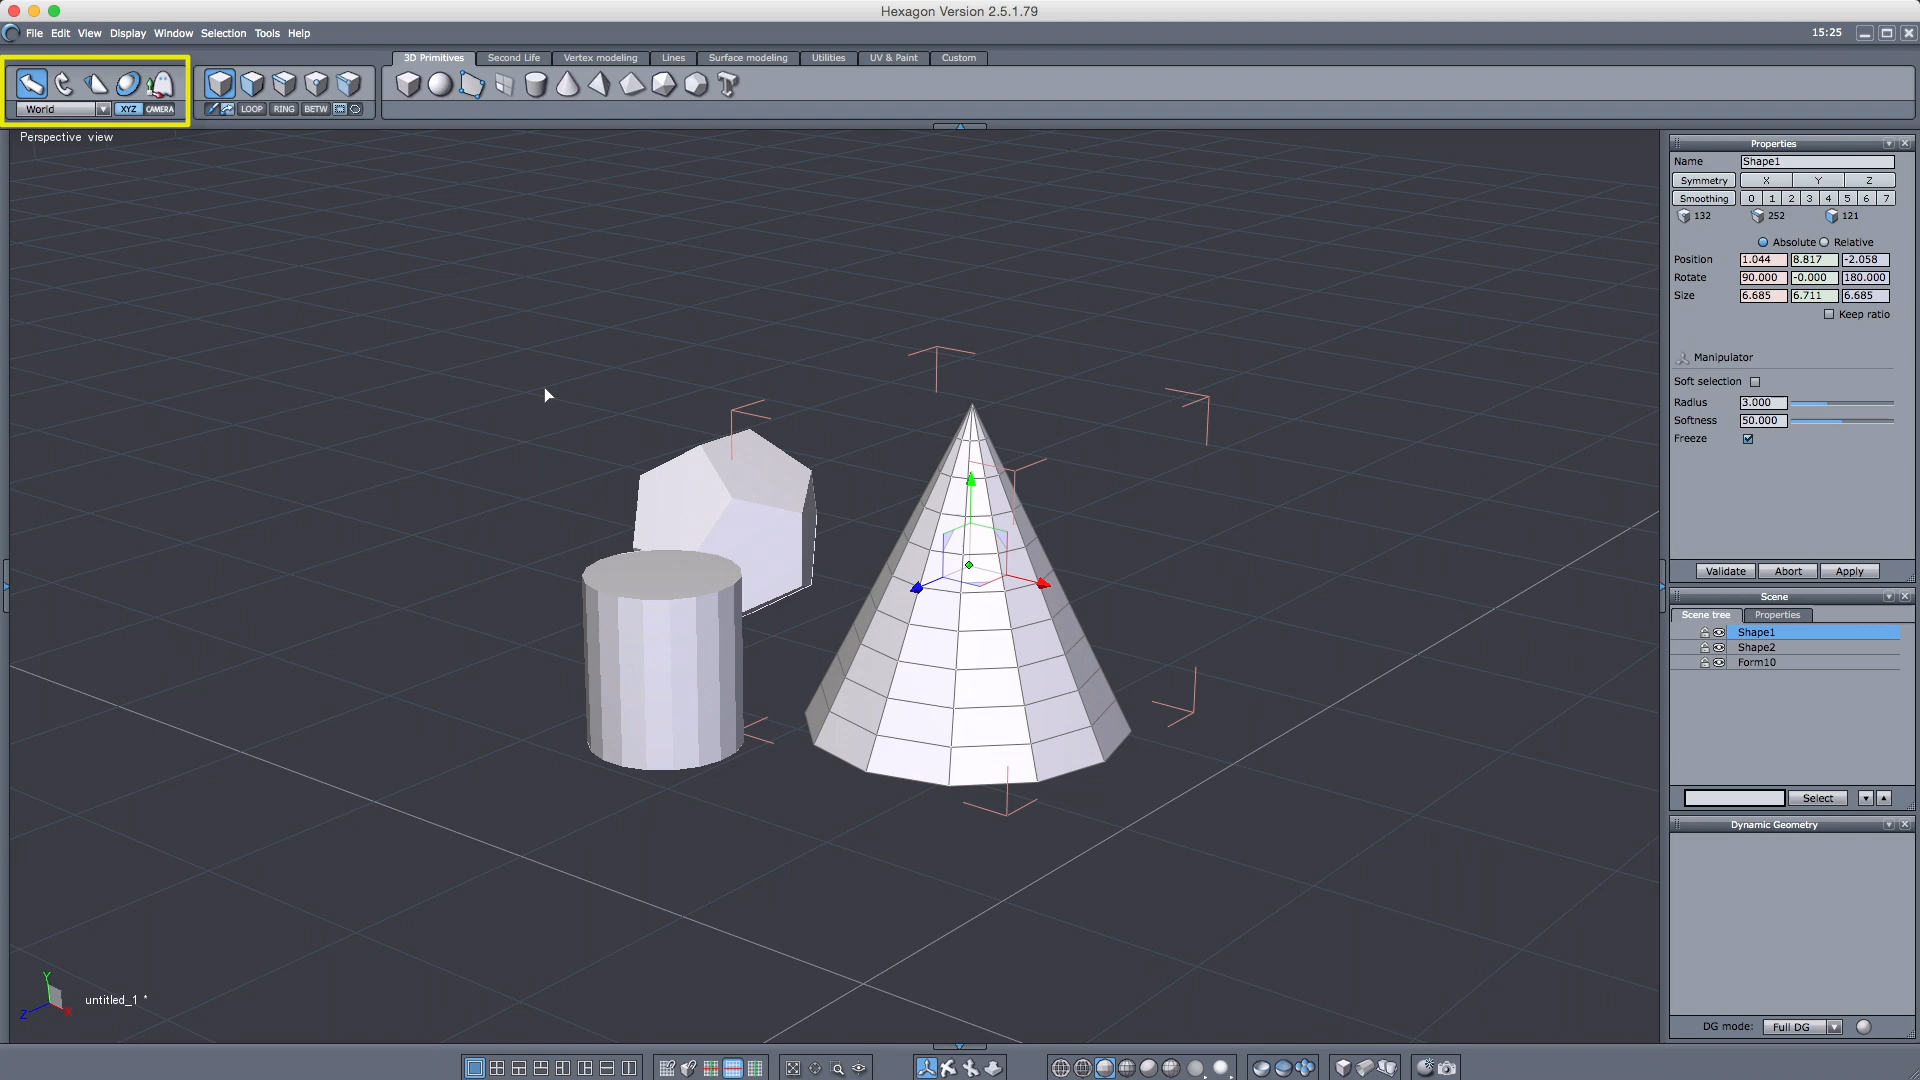 Hexagon Version 2.5.1.79
File Edit View Display Window Selection Tools Help
15:25
3D Primitives Second Life Vertex modeling Lines Surface modeling Utilities UV & Paint Custom
World XYZ CAMERA LOOP RING BETW
Perspective view
Properties
Name Shape1
Symmetry X Y Z
Smoothing 0 1 2 3 4 5 6 7
132 252 121
Absolute Relative
Position 1.044 8.817 -2.058
Rotate 90.000 -0.000 180.000
Size 6.685 6.711 6.685
Keep ratio
Manipulator
Soft selection
Radius 3.000
Softness 50.000
Freeze
Validate Abort Apply
Scene
Scene tree Properties
Shape1
Shape2
Form10
Select
Dynamic Geometry
Y
Z X
untitled_1 *
DG mode: Full DG